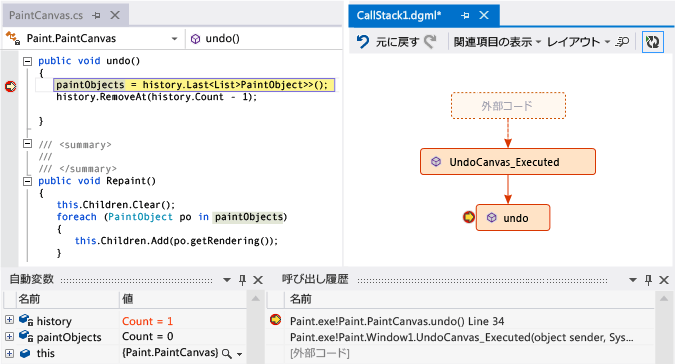 PaintCanvas.cs
Paint.PaintCanvas
undo()
public void undo()
{
paintObjects = history.Last<List>PaintObject>>();
history.RemoveAt(history.Count - 1);
}
/// <summary>
///
/// </summary>
public void Repaint()
{
this.Children.Clear();
foreach (PaintObject po in paintObjects)
{
this.Children.Add(po.getRendering());
}
CallStack1.dgml*
元に戻す
関連項目の表示
レイアウト
外部コード
UndoCanvas_Executed
undo
自動変数
名前 値
history Count = 1
paintObjects Count = 0
this {Paint.PaintCanvas}
呼び出し履歴
名前
Paint.exe!Paint.PaintCanvas.undo() Line 34
Paint.exe!Paint.Window1.UndoCanvas_Executed(object sender, Sys...
[外部コード]